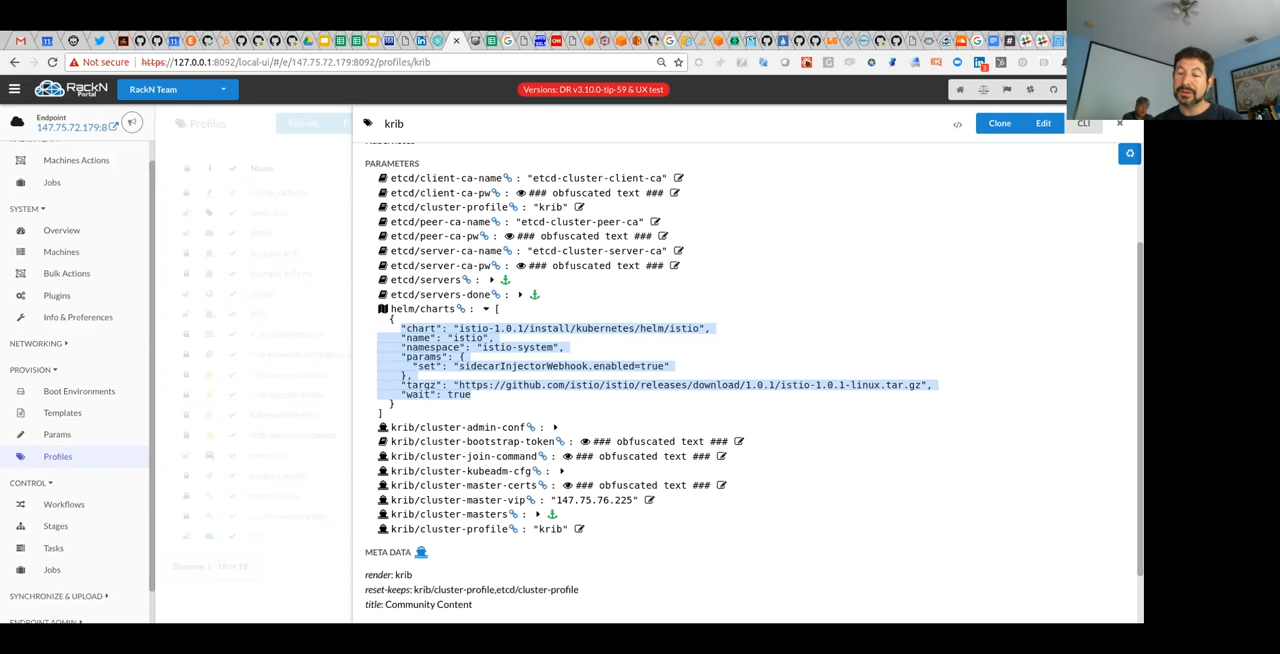 Not secure https://127.0.0.1:8092/local-ui/#/e/147.75.72.179:8092/profiles/krib
RackN Portal
RackN Team
Versions: DR v3.10.0-tip-59 & UX test
Endpoint
147.75.72.179:8
Machines Actions
Jobs
SYSTEM
Overview
Machines
Bulk Actions
Plugins
Info & Preferences
NETWORKING
PROVISION
Boot Environments
Templates
Params
Profiles
CONTROL
Workflows
Stages
Tasks
Jobs
SYNCHRONIZE & UPLOAD
ENDPOINT ADMIN
Profiles
Name
krib
Clone
Edit
CLI
Kubernetes
PARAMETERS
etcd/client-ca-name : "etcd-cluster-client-ca"
etcd/client-ca-pw : ### obfuscated text ###
etcd/cluster-profile : "krib"
etcd/peer-ca-name : "etcd-cluster-peer-ca"
etcd/peer-ca-pw : ### obfuscated text ###
etcd/server-ca-name : "etcd-cluster-server-ca"
etcd/server-ca-pw : ### obfuscated text ###
etcd/servers :
etcd/servers-done :
helm/charts : [
{
"chart": "istio-1.0.1/install/kubernetes/helm/istio",
"name": "istio",
"namespace": "istio-system",
"params": {
"set": "sidecarInjectorWebhook.enabled=true"
},
"targz": "https://github.com/istio/istio/releases/download/1.0.1/istio-1.0.1-linux.tar.gz",
"wait": true
}
]
krib/cluster-admin-conf :
krib/cluster-bootstrap-token : ### obfuscated text ###
krib/cluster-join-command : ### obfuscated text ###
krib/cluster-kubeadm-cfg :
krib/cluster-master-certs : ### obfuscated text ###
krib/cluster-master-vip : "147.75.76.225"
krib/cluster-masters :
krib/cluster-profile : "krib"
META DATA
render: krib
reset-keeps: krib/cluster-profile,etcd/cluster-profile
title: Community Content